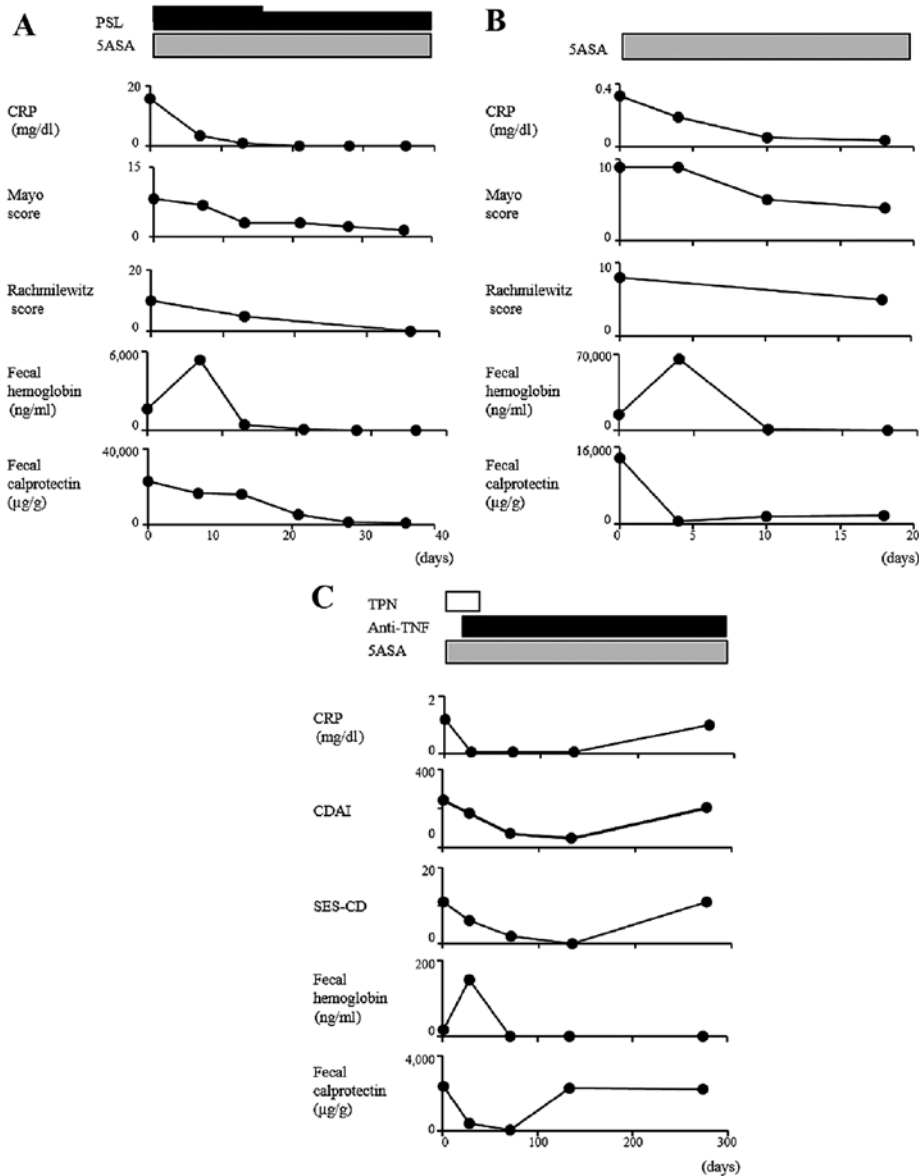 A
PSL
5ASA
CRP
(mg/dl)
20
0
Mayo
score
15
0
Rachmilewitz
score
20
0
Fecal
hemoglobin
(ng/ml)
6,000
0
Fecal
calprotectin
(µg/g)
40,000
0
0 10 20 30 40
(days)
B
5ASA
CRP
(mg/dl)
0.4
0
Mayo
score
10
0
Rachmilewitz
score
10
0
Fecal
hemoglobin
(ng/ml)
70,000
0
Fecal
calprotectin
(µg/g)
16,000
0
0 5 10 15 20
(days)
C
TPN
Anti-TNF
5ASA
CRP
(mg/dl)
2
0
CDAI
400
0
SES-CD
20
0
Fecal
hemoglobin
(ng/ml)
200
0
Fecal
calprotectin
(µg/g)
4,000
0
0 100 200 300
(days)